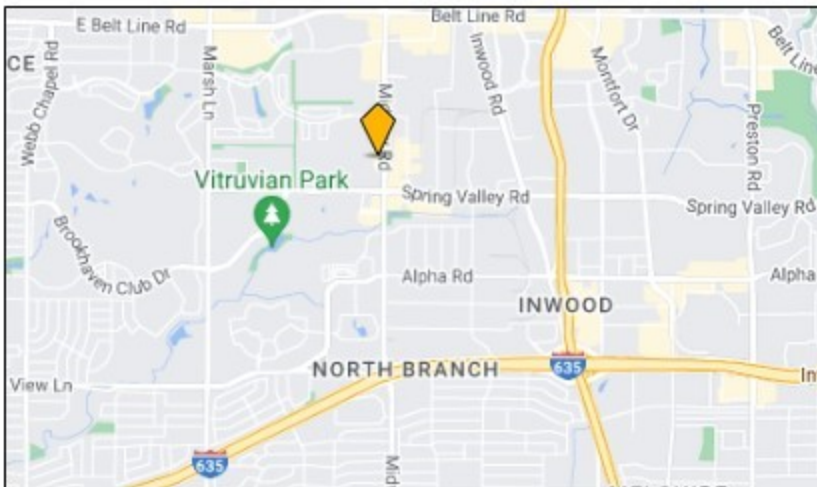 E Belt Line Rd
Belt Line Rd
CE
Webb Chapel Rd
Marsh Ln
Rd
Inwood Rd
Montfort Dr
Belt Line
Preston Rd
Vitruvian Park
Spring Valley Rd
Spring Valley Rd
Brookhaven Club Dr
Alpha Rd
Alpha
INWOOD
NORTH BRANCH
635
View Ln
In
635
Mid